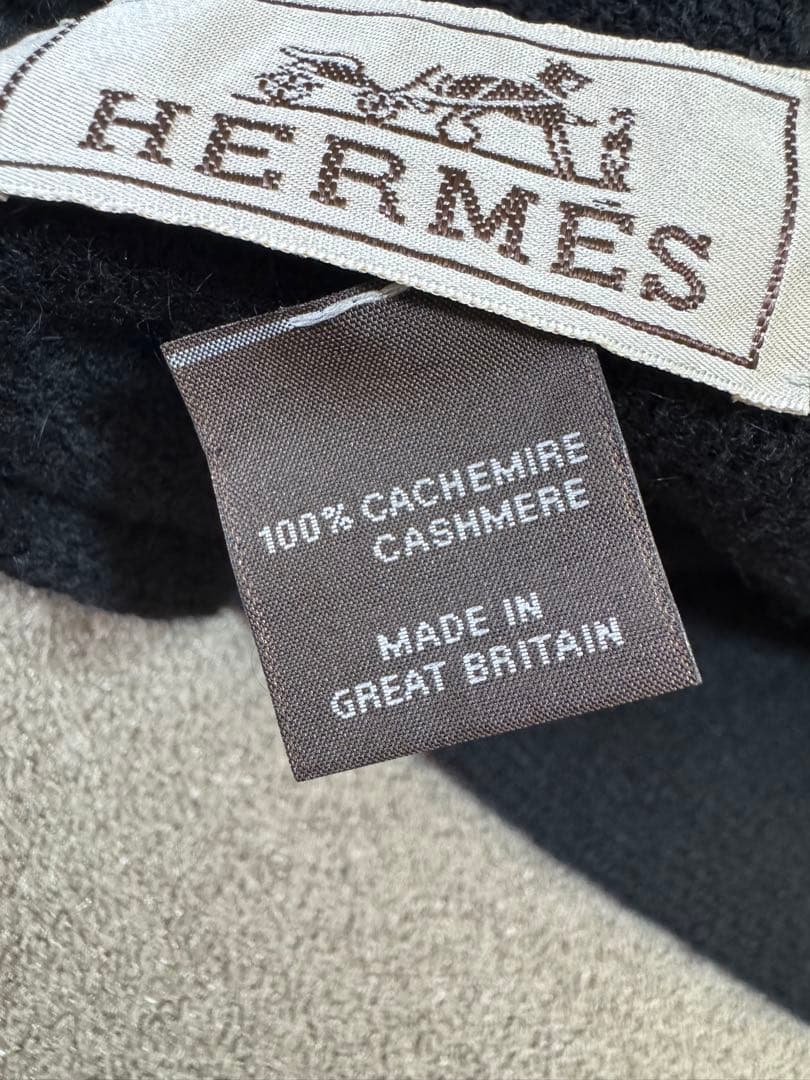 HERMÈS
100% CACHEMIRE
CASHMERE
MADE IN
GREAT BRITAIN